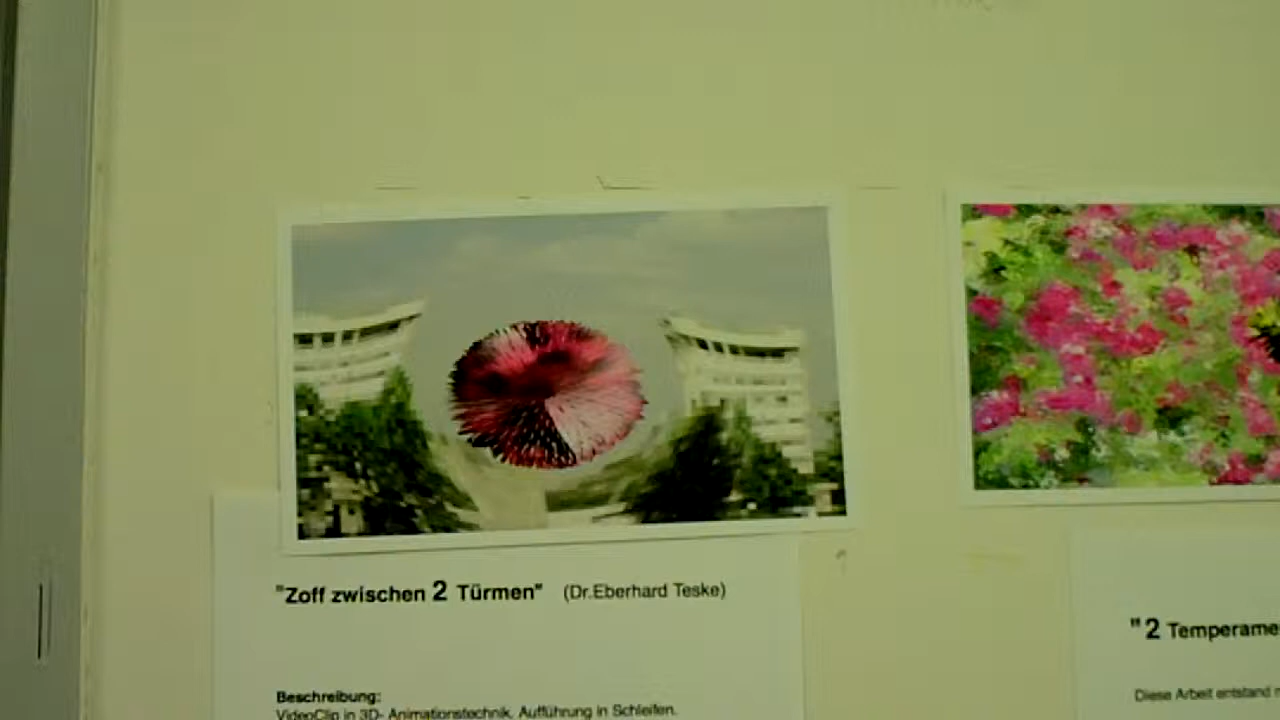 "Zoff zwischen 2 Türmen" (Dr.Eberhard Teske)
Beschreibung:
VideoClip in 3D- Animationstechnik. Aufführung in Schleifen.
"2 Temperame
Diese Arbeit entstand